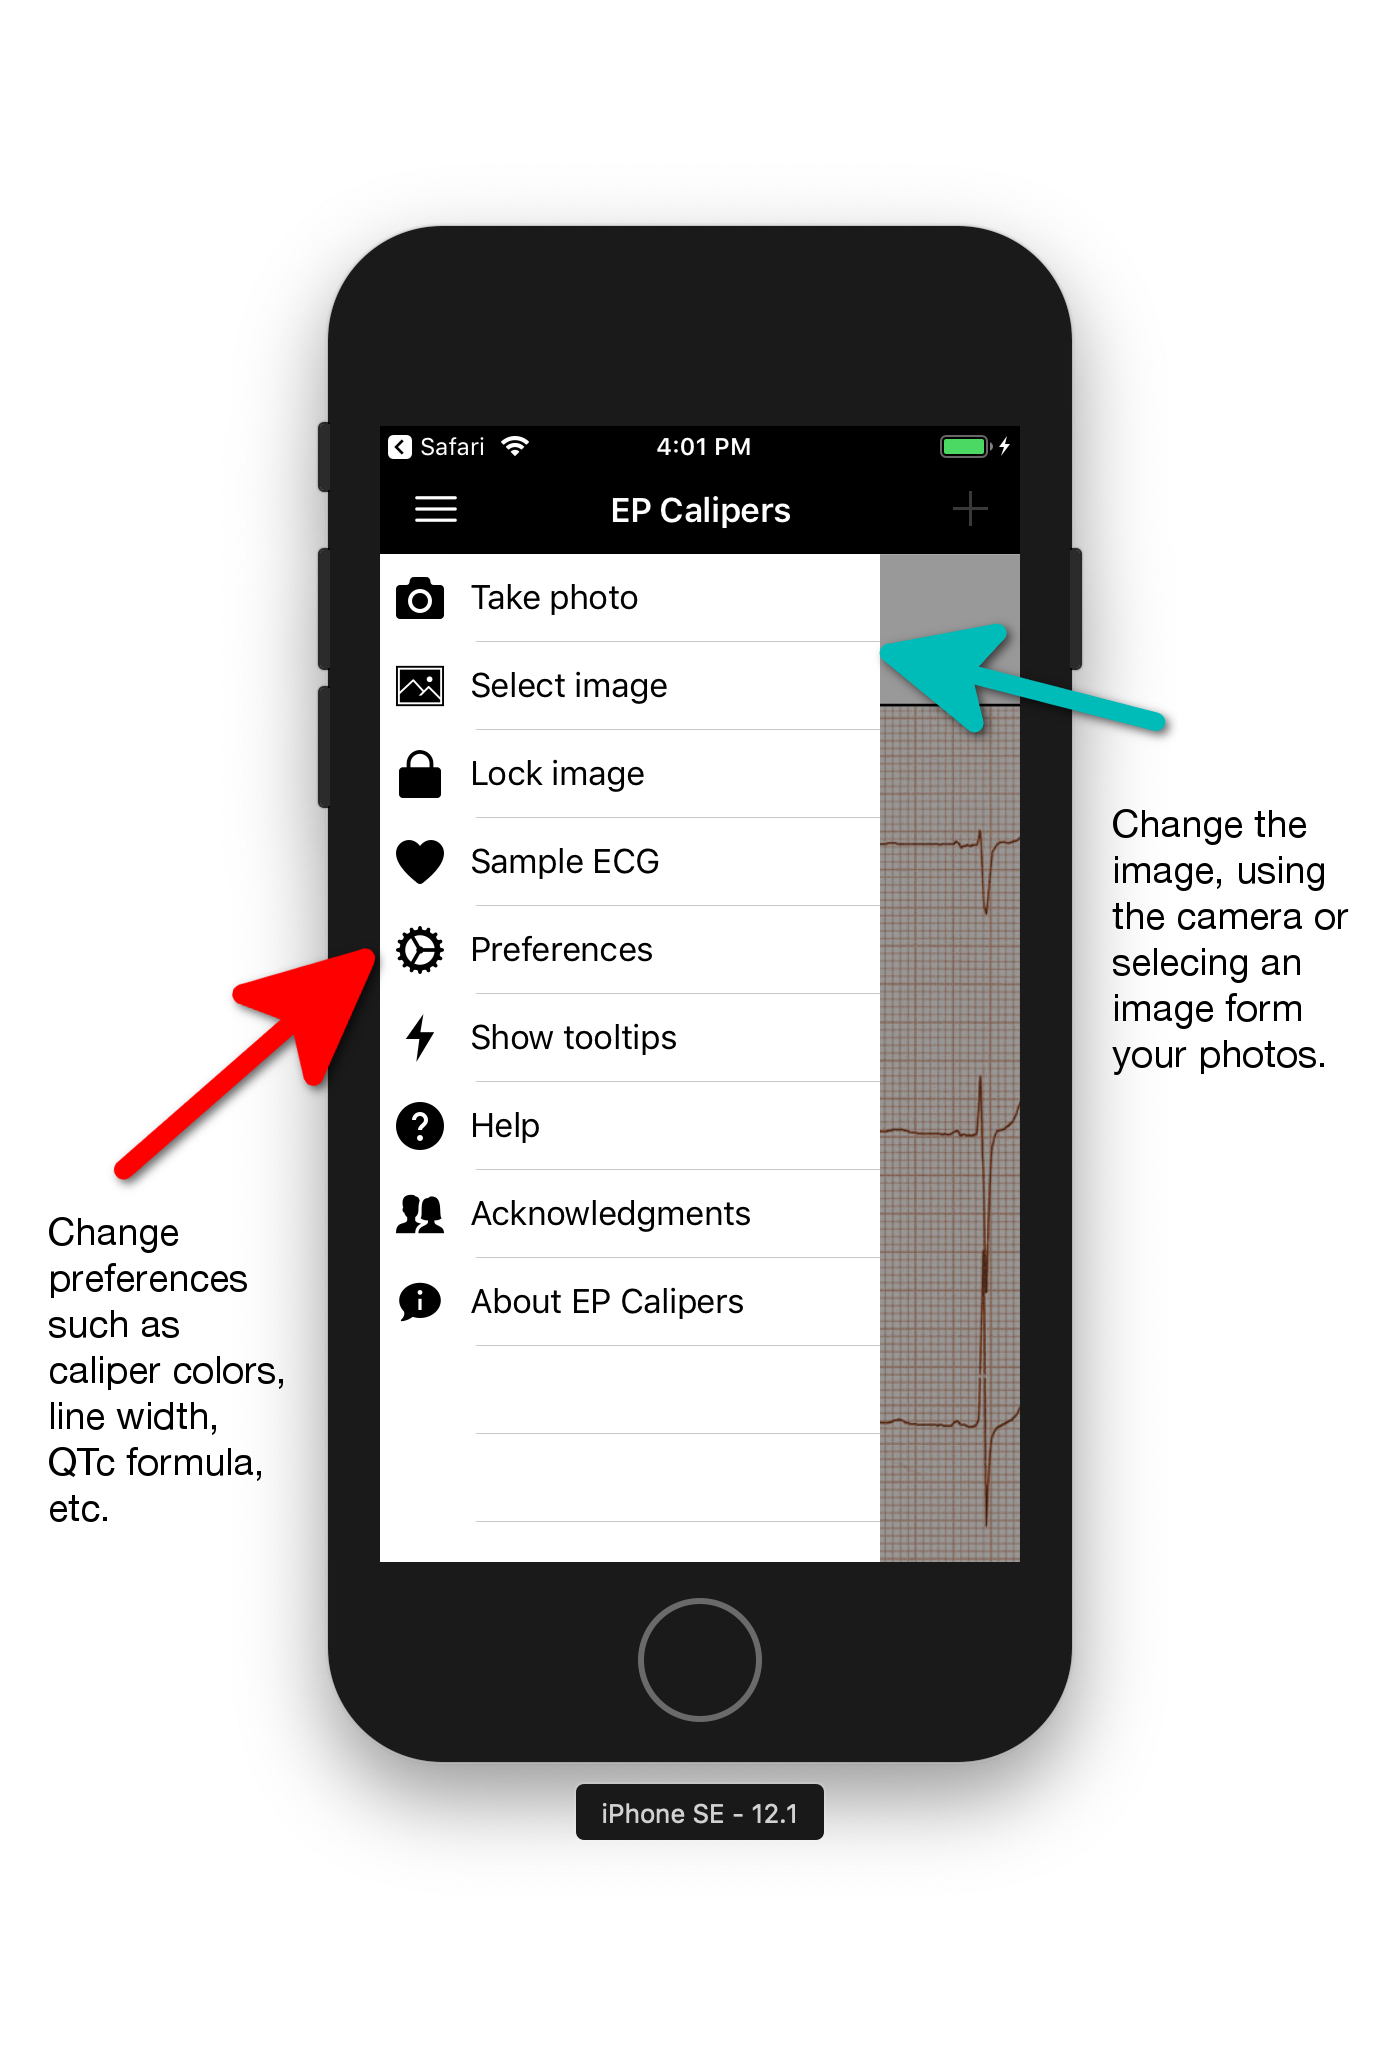 Safari
4:01 PM
EP Calipers
Take photo
Select image
Lock image
Sample ECG
Preferences
Show tooltips
Help
Acknowledgments
About EP Calipers
Change the
image, using
the camera or
selecing an
image form
your photos.
Change
preferences
such as
caliper colors,
line width,
QTc formula,
etc.
iPhone SE - 12.1